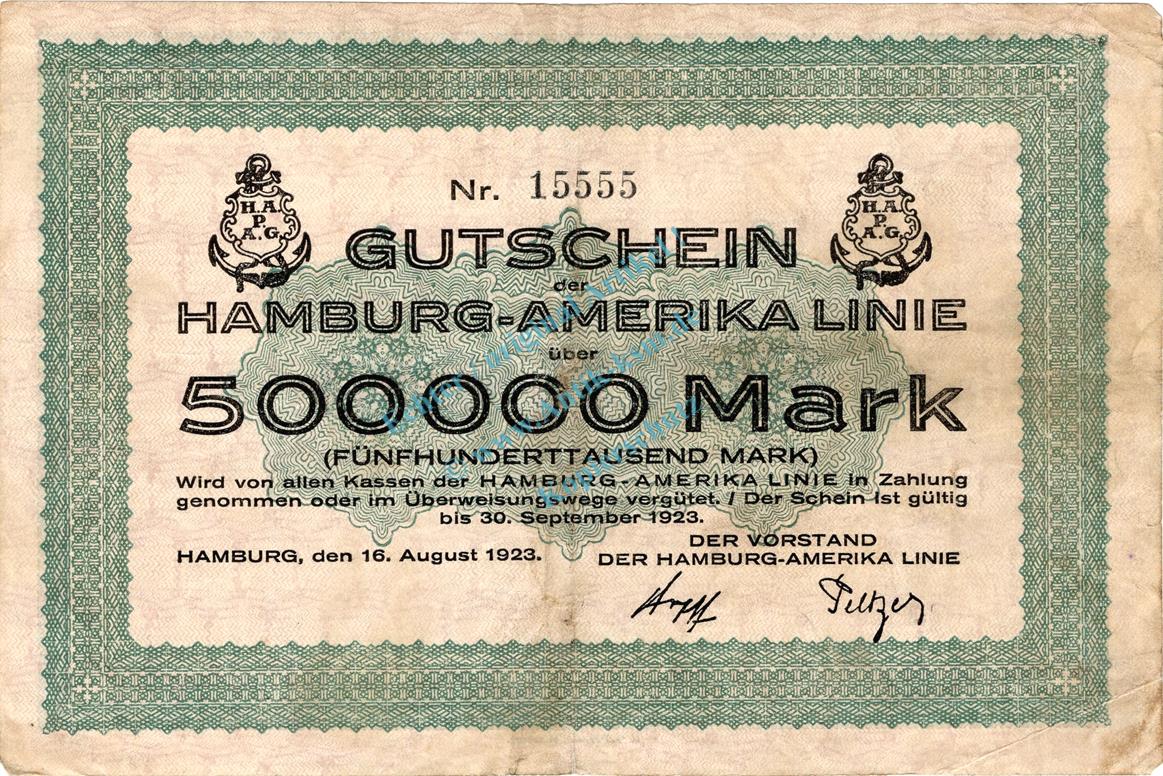 Nr. 15555
H.A.
P.
A.G.
H.A.
P.
A.G.
GUTSCHEIN
der
HAMBURG-AMERIKA LINIE
über
500000 Mark
(FÜNFHUNDERTTAUSEND MARK)
Wird von allen Kassen der HAMBURG-AMERIKA LINIE in Zahlung
genommen oder im Überweisungswege vergütet. / Der Schein ist gültig
bis 30. September 1923.
HAMBURG, den 16. August 1923.
DER VORSTAND
DER HAMBURG-AMERIKA LINIE
Peltzer